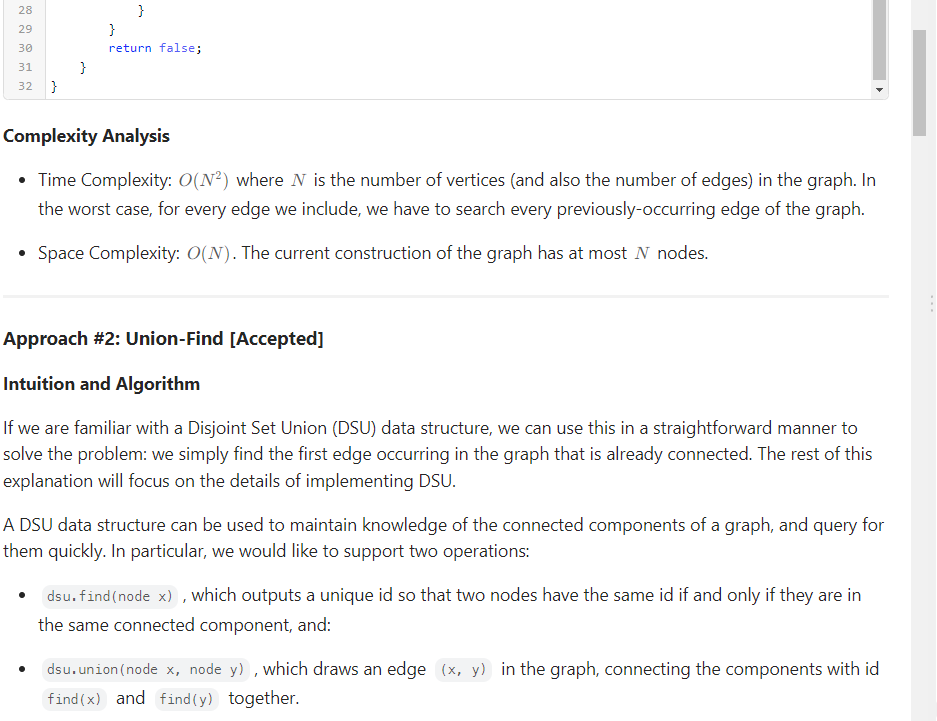 28 }
29 }
30 return false;
31 }
32 }
Complexity Analysis
• Time Complexity: O(N²) where N is the number of vertices (and also the number of edges) in the graph. In
the worst case, for every edge we include, we have to search every previously-occurring edge of the graph.
• Space Complexity: O(N). The current construction of the graph has at most N nodes.
Approach #2: Union-Find [Accepted]
Intuition and Algorithm
If we are familiar with a Disjoint Set Union (DSU) data structure, we can use this in a straightforward manner to
solve the problem: we simply find the first edge occurring in the graph that is already connected. The rest of this
explanation will focus on the details of implementing DSU.
A DSU data structure can be used to maintain knowledge of the connected components of a graph, and query for
them quickly. In particular, we would like to support two operations:
• dsu.find(node x) , which outputs a unique id so that two nodes have the same id if and only if they are in
the same connected component, and:
• dsu.union(node x, node y) , which draws an edge (x, y) in the graph, connecting the components with id
find(x) and find(y) together.